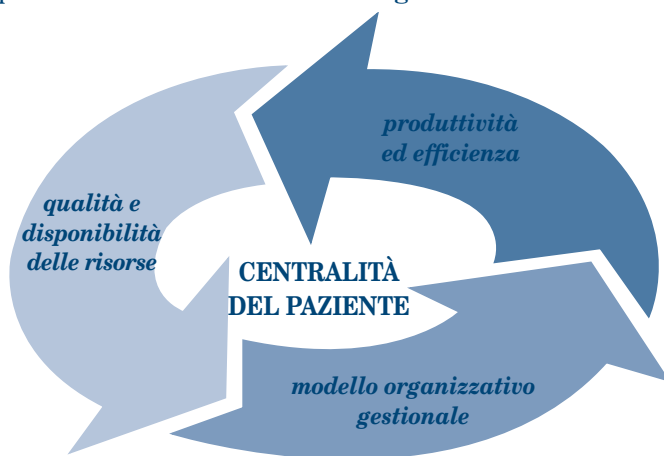 produttività
ed efficienza
qualità e
disponibilità
delle risorse
CENTRALITÀ
DEL PAZIENTE
modello organizzativo
gestionale